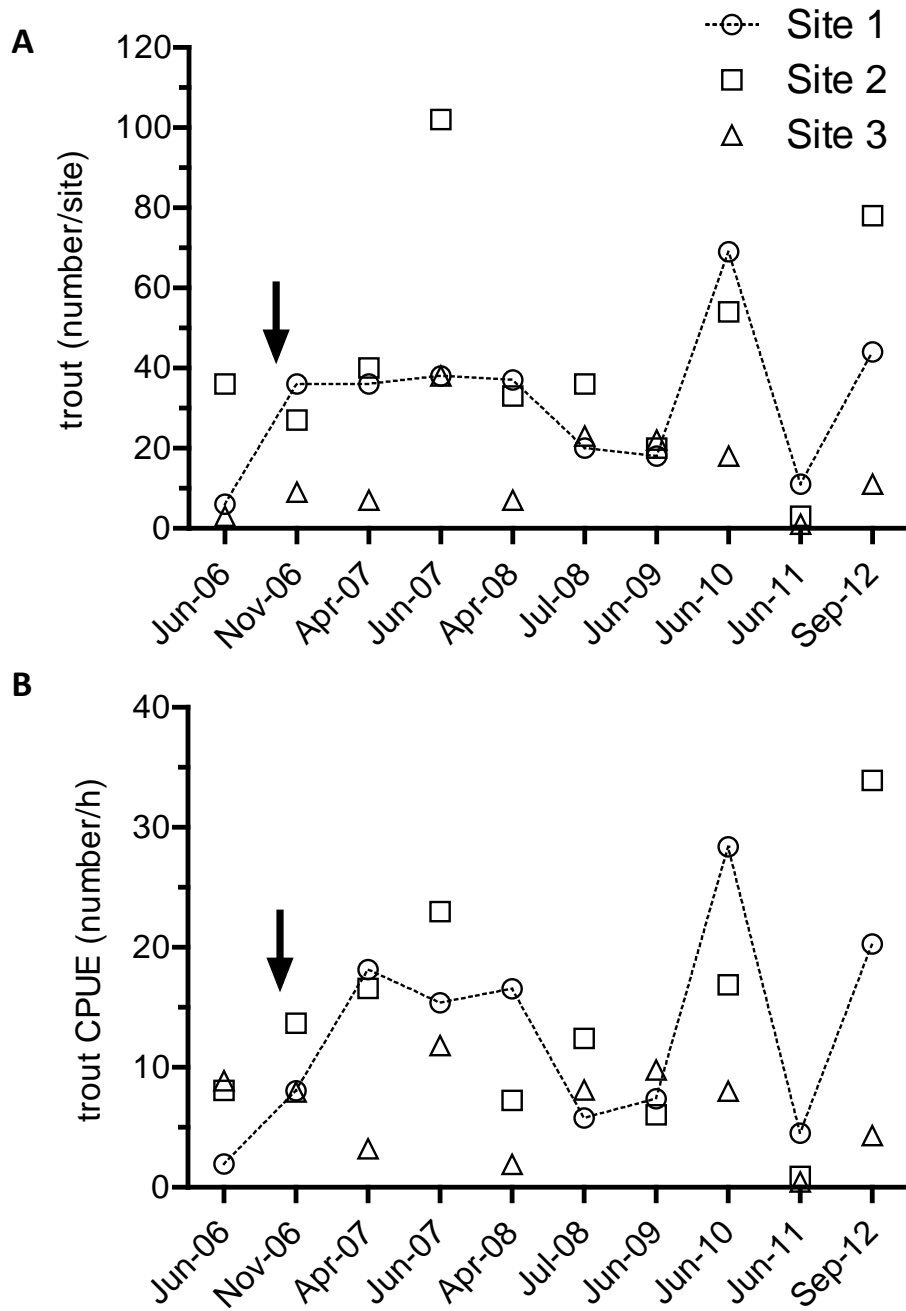 A
Site 1
Site 2
Site 3
trout (number/site)
120
100
80
60
40
20
0
Jun-06
Nov-06
Apr-07
Jun-07
Apr-08
Jul-08
Jun-09
Jun-10
Jun-11
Sep-12
B
trout CPUE (number/h)
40
30
20
10
0
Jun-06
Nov-06
Apr-07
Jun-07
Apr-08
Jul-08
Jun-09
Jun-10
Jun-11
Sep-12